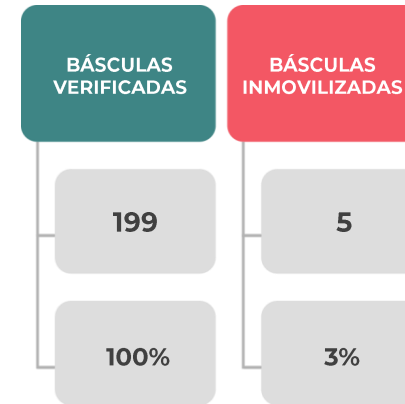 BÁSCULAS
VERIFICADAS
199
100%
BÁSCULAS
INMOVILIZADAS
5
3%